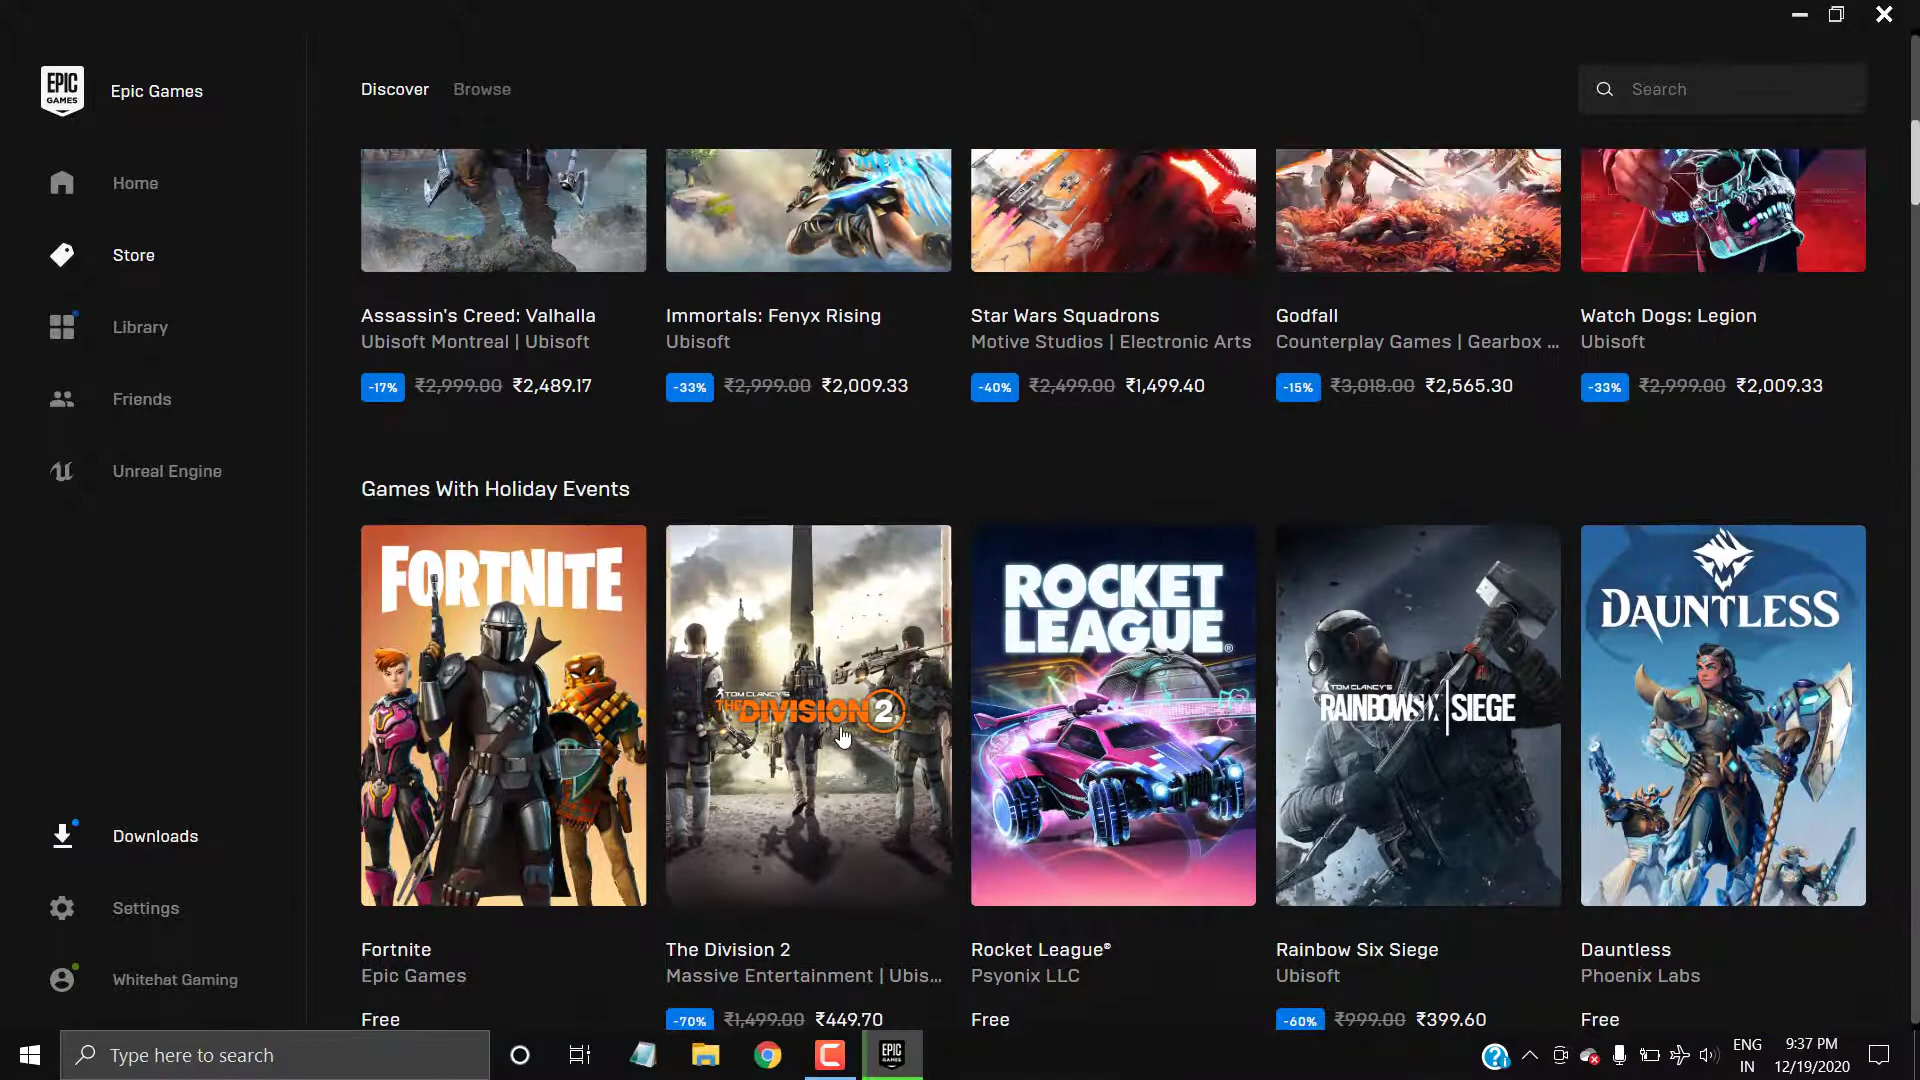 EPIC
GAMES
Epic Games
Discover
Browse
Search
Home
Store
Library
Friends
Unreal Engine
Assassin's Creed: Valhalla
Ubisoft Montreal | Ubisoft
-17% ₹2,999.00 ₹2,489.17
Immortals: Fenyx Rising
Ubisoft
-33% ₹2,999.00 ₹2,009.33
Star Wars Squadrons
Motive Studios | Electronic Arts
-40% ₹2,499.00 ₹1,499.40
Godfall
Counterplay Games | Gearbox ...
-15% ₹3,018.00 ₹2,565.30
Watch Dogs: Legion
Ubisoft
-33% ₹2,999.00 ₹2,009.33
Games With Holiday Events
FORTNITE
TOM CLANCY'S
THE DIVISION 2
ROCKET
LEAGUE®
TOM CLANCY'S
RAINBOW SIX | SIEGE
DAUNTLESS
Fortnite
Epic Games
Free
The Division 2
Massive Entertainment | Ubis...
-70% ₹1,499.00 ₹449.70
Rocket League®
Psyonix LLC
Free
Rainbow Six Siege
Ubisoft
-60% ₹999.00 ₹399.60
Dauntless
Phoenix Labs
Free
Downloads
Settings
Whitehat Gaming
Type here to search
EPIC
GAMES
ENG
IN
9:37 PM
12/19/2020